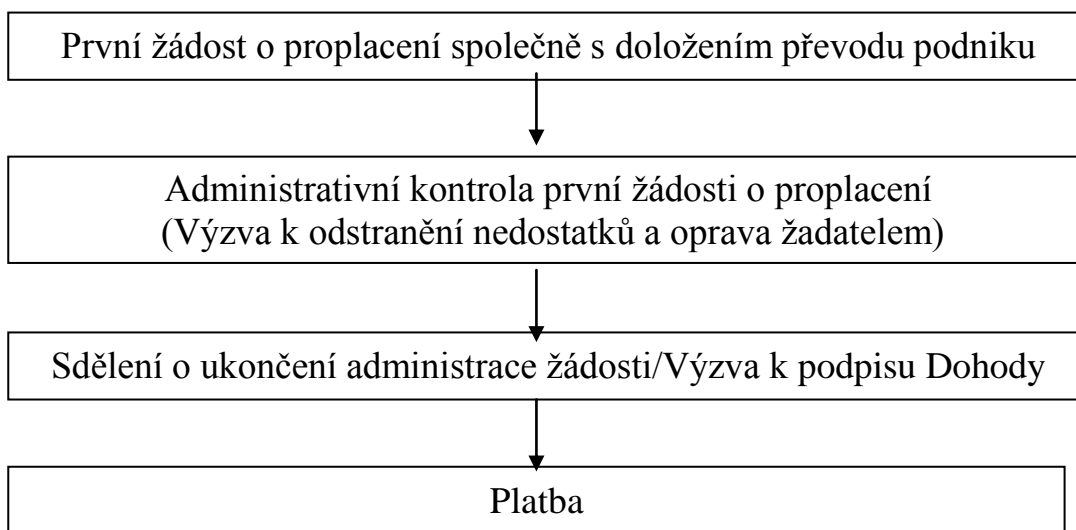 První žádost o proplacení společně s doložením převodu podniku
Administrativní kontrola první žádosti o proplacení
(Výzva k odstranění nedostatků a oprava žadatelem)
Sdělení o ukončení administrace žádosti/Výzva k podpisu Dohody
Platba